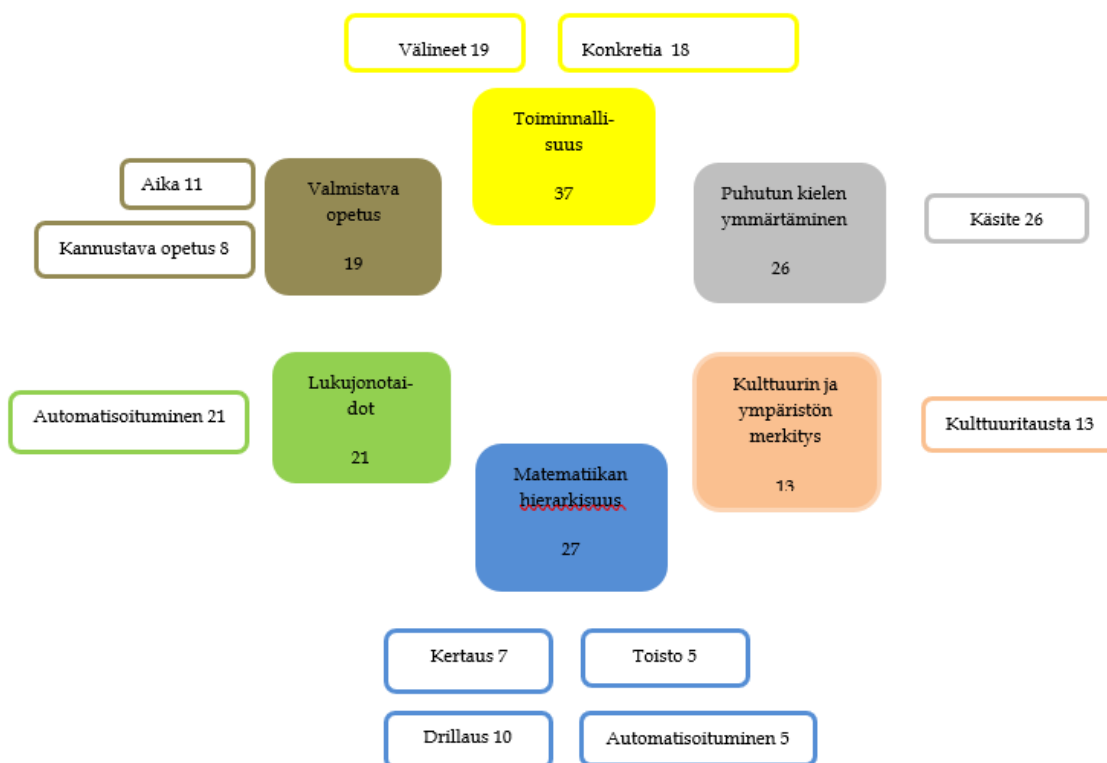 Välineet 19
Konkretia 18
Toiminnalli-
suus
37
Aika 11
Kannustava opetus 8
Valmistava
opetus
19
Puhutun kielen
ymmärtäminen
26
Käsite 26
Automatisoituminen 21
Lukujonotai-
dot
21
Kulttuurin ja
ympäristön
merkitys
13
Kulttuuritausta 13
Matematiikan
hierarkisuus
27
Kertaus 7
Toisto 5
Drillaus 10
Automatisoituminen 5